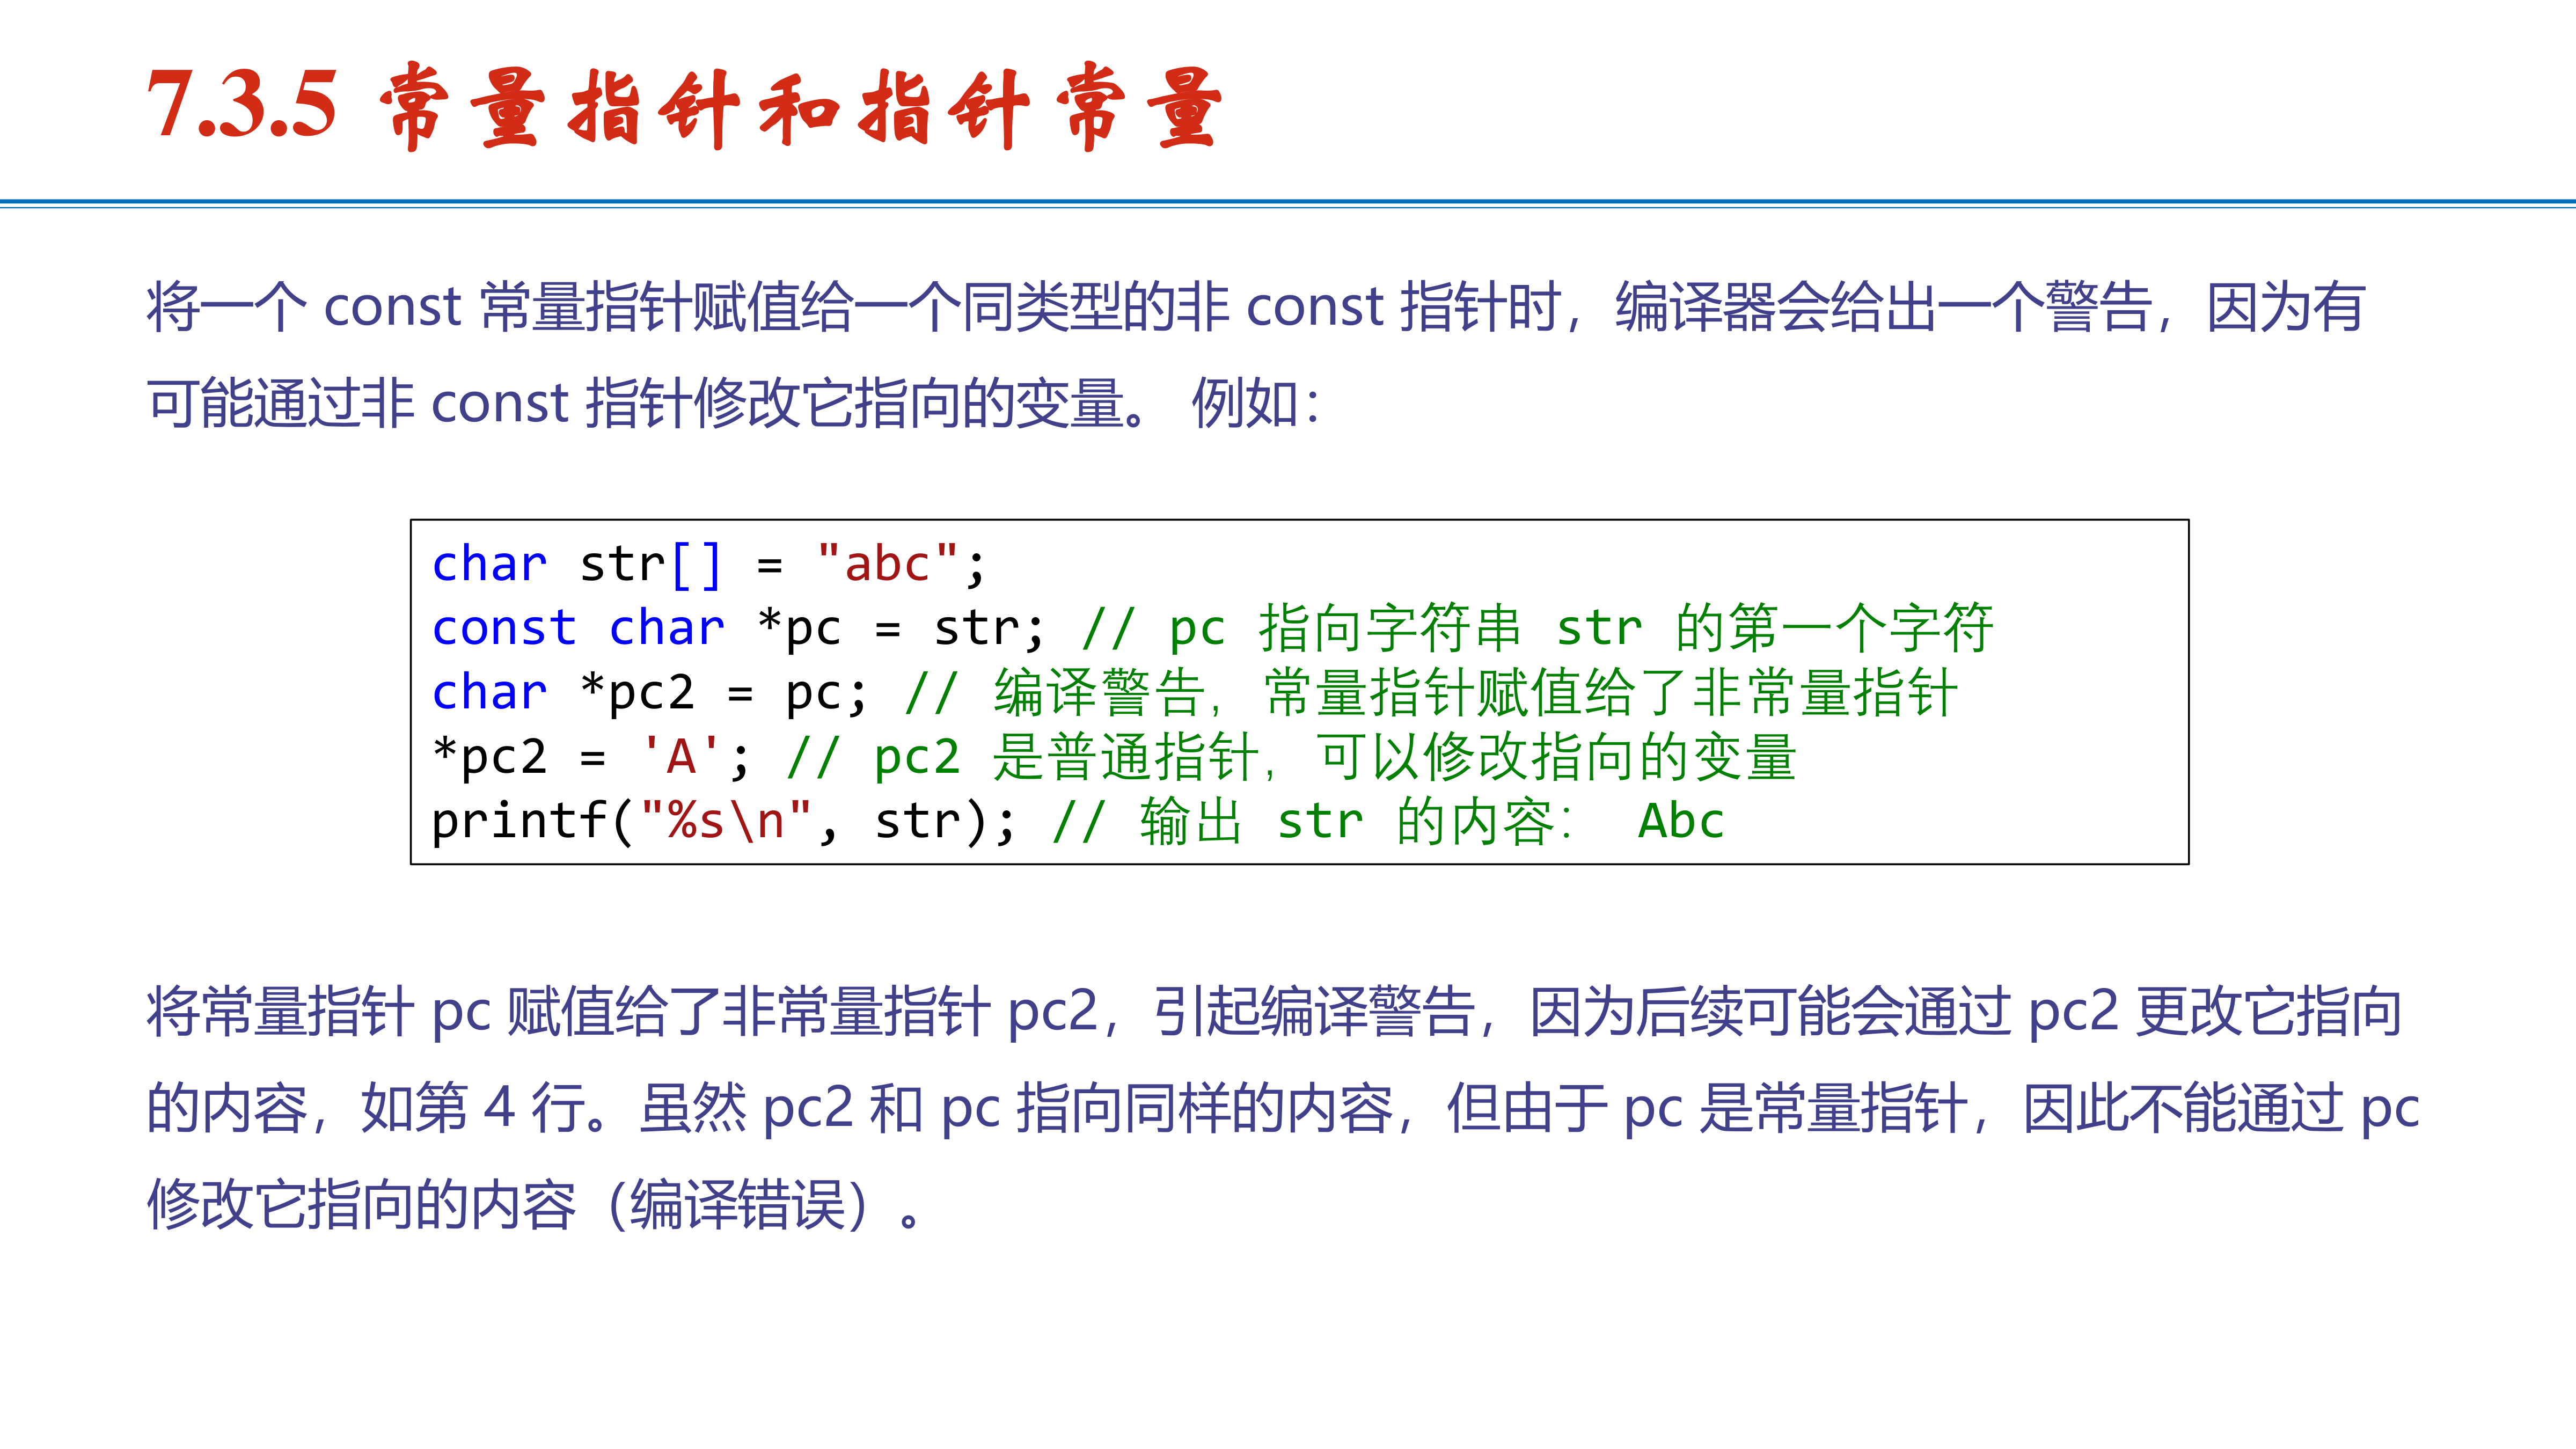 7.3.5 常量指针和指针常量
将一个 const 常量指针赋值给一个同类型的非 const 指针时，编译器会给出一个警告，因为有
可能通过非 const 指针修改它指向的变量。 例如：
char str[] = "abc";
const char *pc = str; // pc 指向字符串 str 的第一个字符
char *pc2 = pc; // 编译警告，常量指针赋值给了非常量指针
*pc2 = 'A'; // pc2 是普通指针，可以修改指向的变量
printf("%s\n", str); // 输出 str 的内容： Abc
将常量指针 pc 赋值给了非常量指针 pc2，引起编译警告，因为后续可能会通过 pc2 更改它指向
的内容，如第 4 行。虽然 pc2 和 pc 指向同样的内容，但由于 pc 是常量指针，因此不能通过 pc
修改它指向的内容（编译错误）。